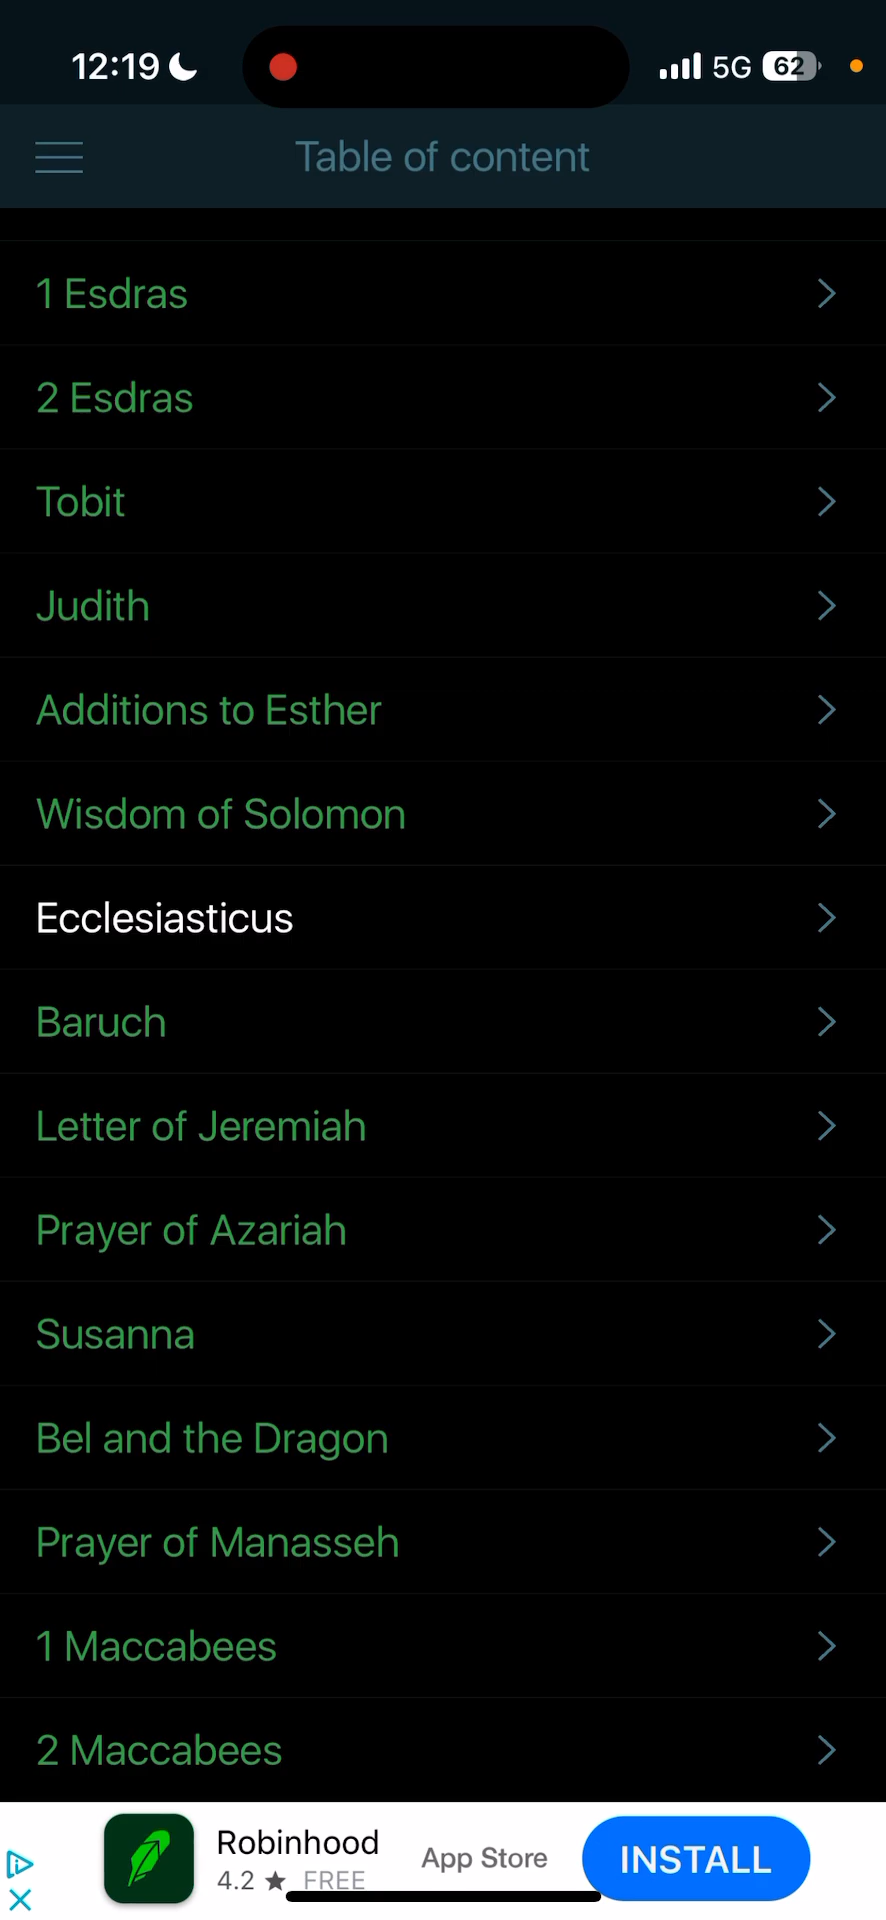 12:19
5G
62
Table of content
1 Esdras
2 Esdras
Tobit
Judith
Additions to Esther
Wisdom of Solomon
Ecclesiasticus
Baruch
Letter of Jeremiah
Prayer of Azariah
Susanna
Bel and the Dragon
Prayer of Manasseh
1 Maccabees
2 Maccabees
Robinhood
4.2 ★ FREE
App Store
INSTALL